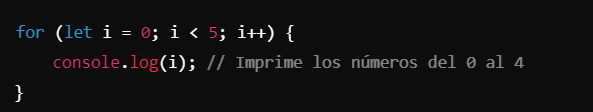 for (let i = 0; i < 5; i++) {
    console.log(i); // Imprime los números del 0 al 4
}